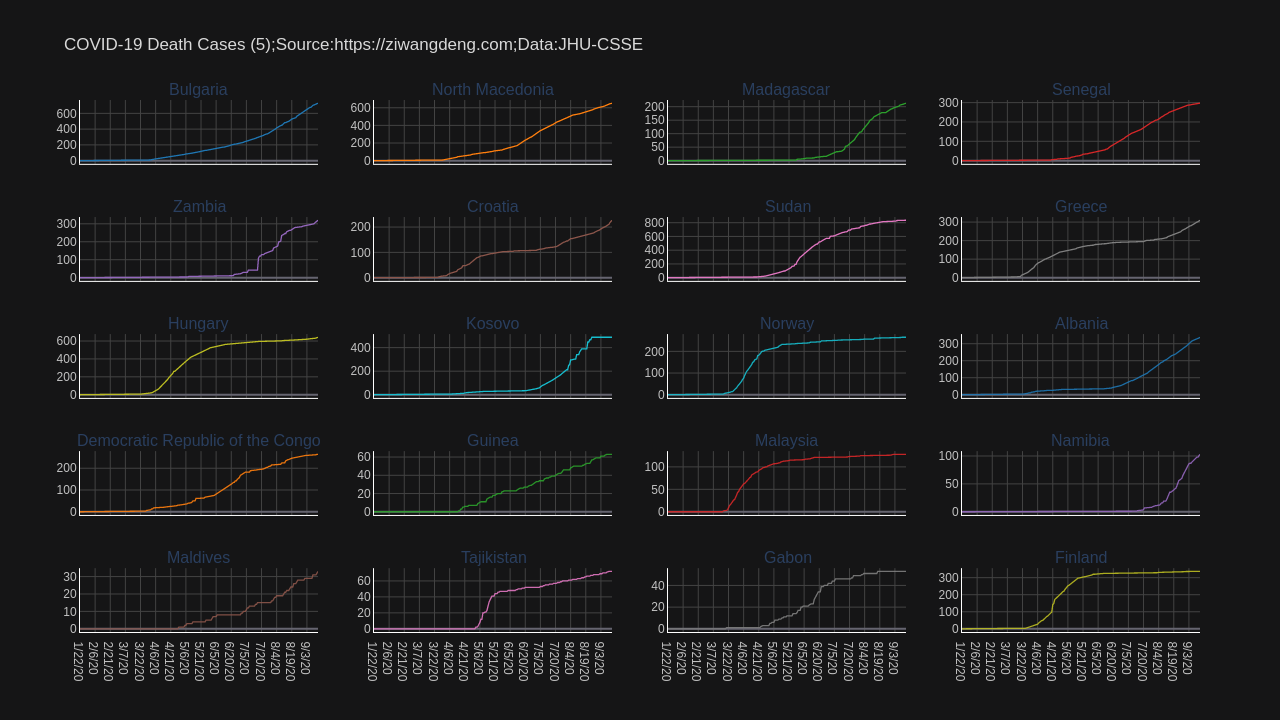 COVID-19 Death Cases (5);Source:https://ziwangdeng.com;Data:JHU-CSSE
Bulgaria North Macedonia Madagascar Senegal
600 400 200 0
600 400 200 0
200 150 100 50 0
300 200 100 0
Zambia Croatia Sudan Greece
300 200 100 0
200 100 0
800 600 400 200 0
300 200 100 0
Hungary Kosovo Norway Albania
600 400 200 0
400 200 0
200 100 0
300 200 100 0
Democratic Republic of the Congo Guinea Malaysia Namibia
200 100 0
60 40 20 0
100 50 0
100 50 0
Maldives Tajikistan Gabon Finland
30 20 10 0
60 40 20 0
40 20 0
300 200 100 0
1/22/20 2/6/20 2/21/20 3/7/20 3/22/20 4/6/20 4/21/20 5/6/20 5/21/20 6/5/20 6/20/20 7/5/20 7/20/20 8/4/20 8/19/20 9/3/20
1/22/20 2/6/20 2/21/20 3/7/20 3/22/20 4/6/20 4/21/20 5/6/20 5/21/20 6/5/20 6/20/20 7/5/20 7/20/20 8/4/20 8/19/20 9/3/20
1/22/20 2/6/20 2/21/20 3/7/20 3/22/20 4/6/20 4/21/20 5/6/20 5/21/20 6/5/20 6/20/20 7/5/20 7/20/20 8/4/20 8/19/20 9/3/20
1/22/20 2/6/20 2/21/20 3/7/20 3/22/20 4/6/20 4/21/20 5/6/20 5/21/20 6/5/20 6/20/20 7/5/20 7/20/20 8/4/20 8/19/20 9/3/20